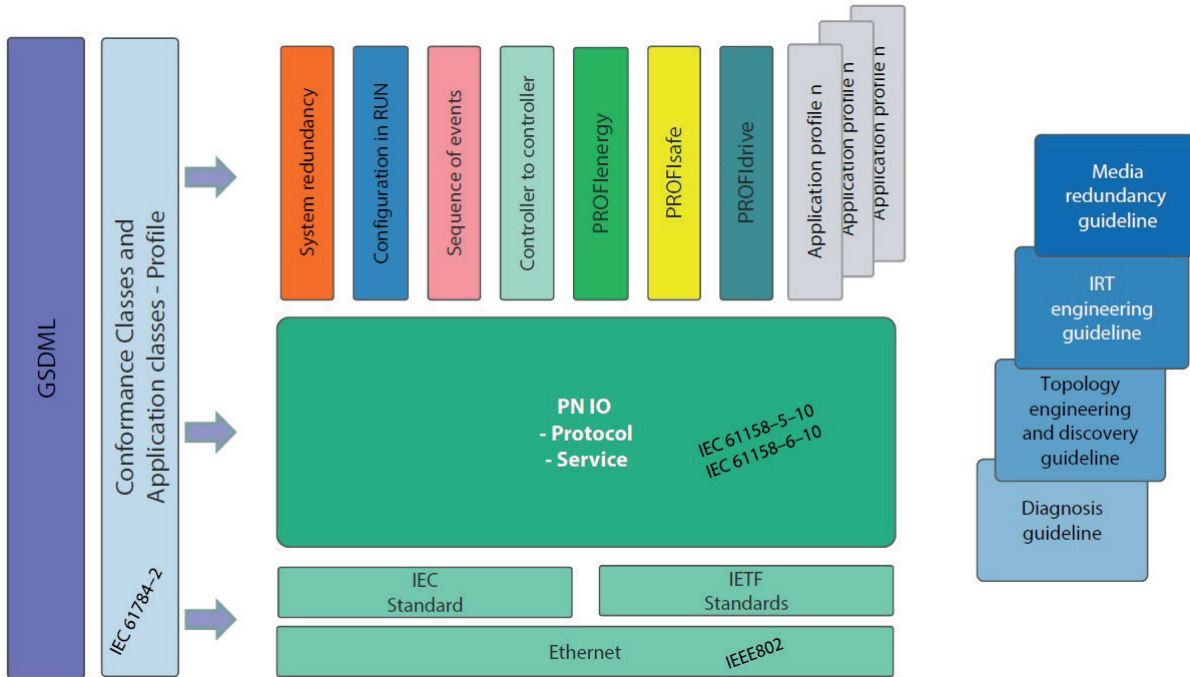 GSDML
Conformance Classes and
Application classes - Profile
IEC 61784–2
System redundancy
Configuration in RUN
Sequence of events
Controller to controller
PROFIenergy
PROFIsafe
PROFIdrive
Application profile n
Application profile n
Application profile n
PN IO
- Protocol
- Service
IEC 61158–5–10
IEC 61158–6–10
IEC
Standard
IETF
Standards
Ethernet
IEEE802
Media
redundancy
guideline
IRT
engineering
guideline
Topology
engineering
and discovery
guideline
Diagnosis
guideline